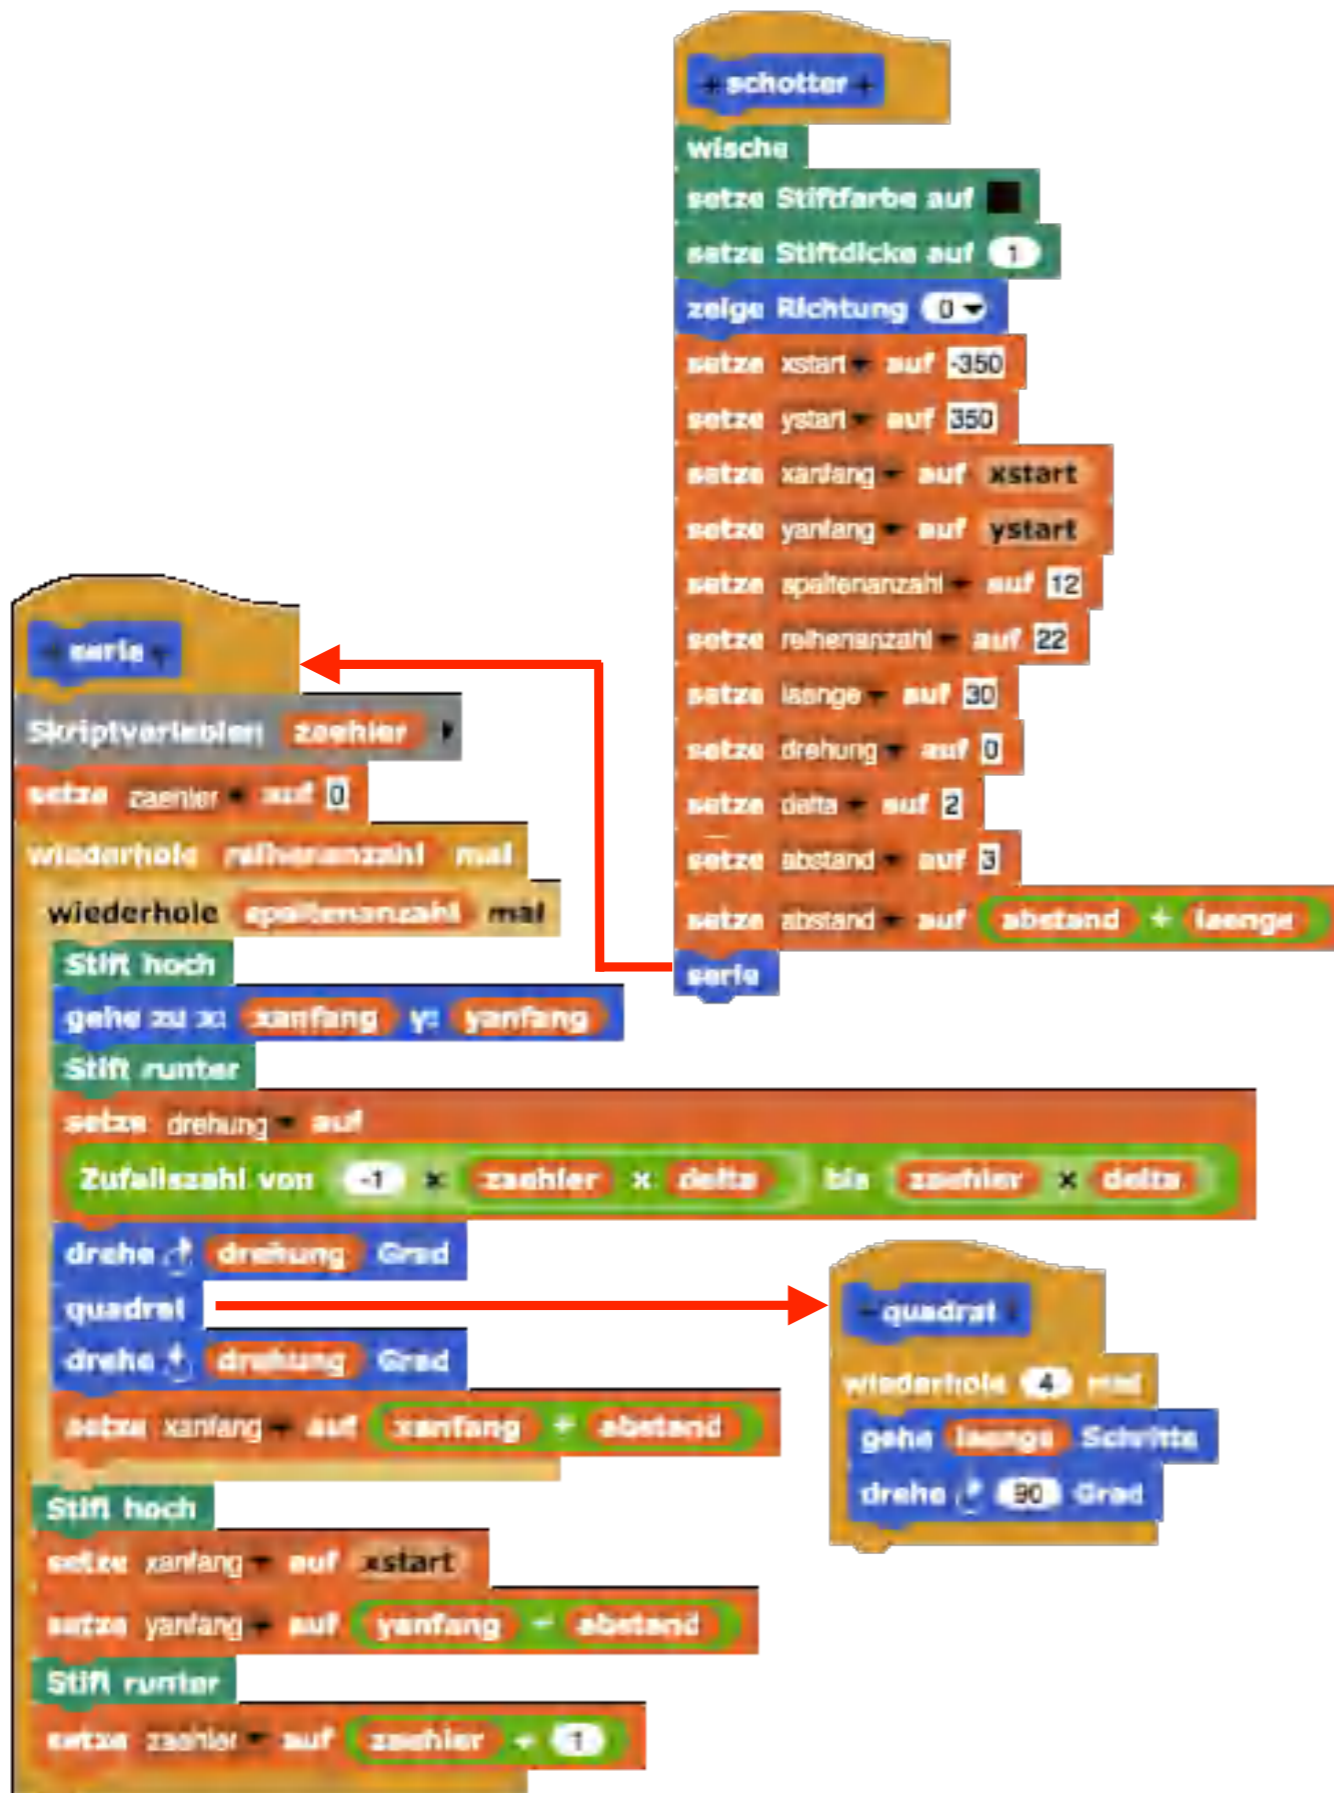 schotter
wische
setze Stiftfarbe auf
setze Stiftdicke auf 1
zeige Richtung 0
setze xstart auf -350
setze ystart auf 350
setze xanfang auf xstart
setze yanfang auf ystart
setze spaltenanzahl auf 12
setze reihenanzahl auf 22
setze laenge auf 30
setze drehung auf 0
setze delta auf 2
setze abstand auf 3
setze abstand auf abstand + laenge
serie
+ serie +
Skriptvariablen zaehler
setze zaehler auf 0
wiederhole reihenanzahl mal
wiederhole spaltenanzahl mal
Stift hoch
gehe zu x: xanfang y: yanfang
Stift runter
setze drehung auf
Zufallszahl von -1 × zaehler × delta bis zaehler × delta
drehe drehung Grad
quadrat
drehe drehung Grad
setze xanfang auf xanfang + abstand
Stift hoch
setze xanfang auf xstart
setze yanfang auf yanfang - abstand
Stift runter
setze zaehler auf zaehler + 1
quadrat
wiederhole 4 mal
gehe laenge Schritte
drehe 90 Grad